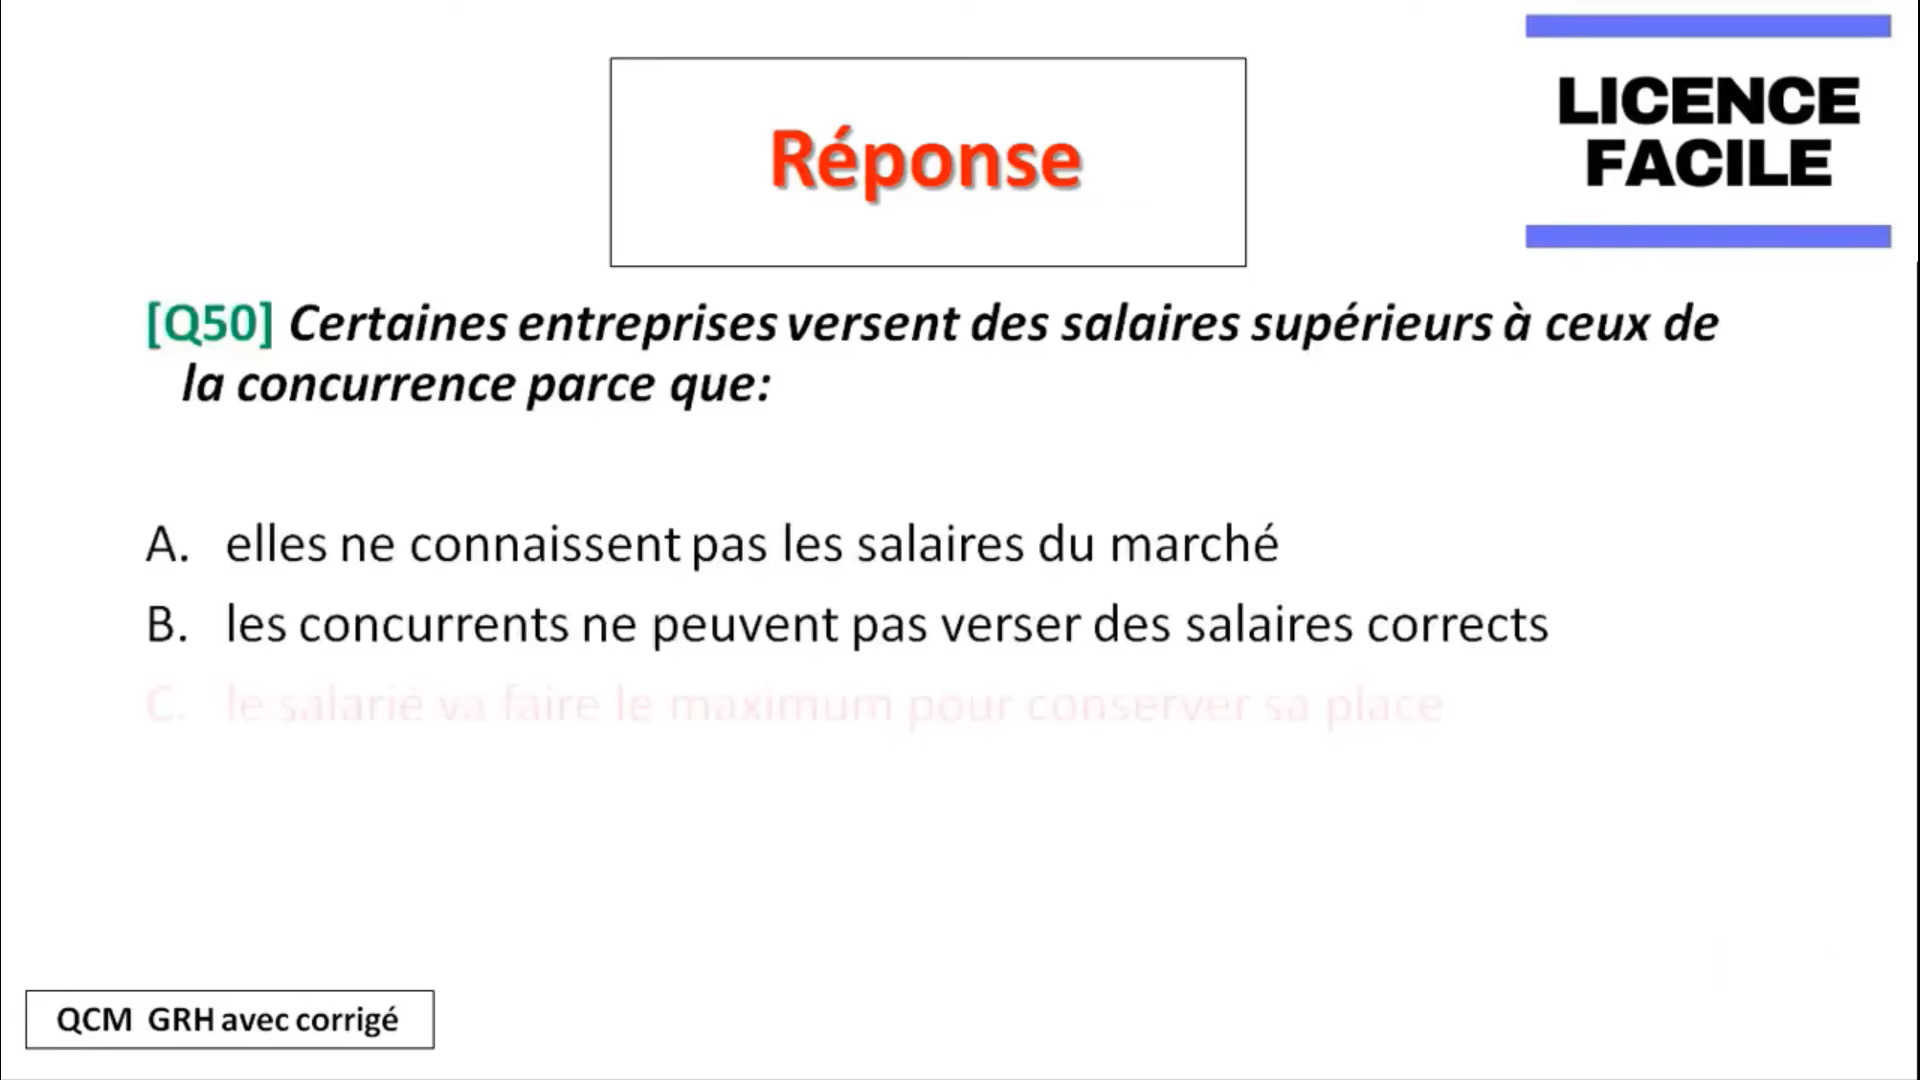 Réponse
LICENCE
FACILE
[Q50] Certaines entreprises versent des salaires supérieurs à ceux de
la concurrence parce que:
A. elles ne connaissent pas les salaires du marché
B. les concurrents ne peuvent pas verser des salaires corrects
C. le salarié va faire le maximum pour conserver sa place
QCM GRH avec corrigé